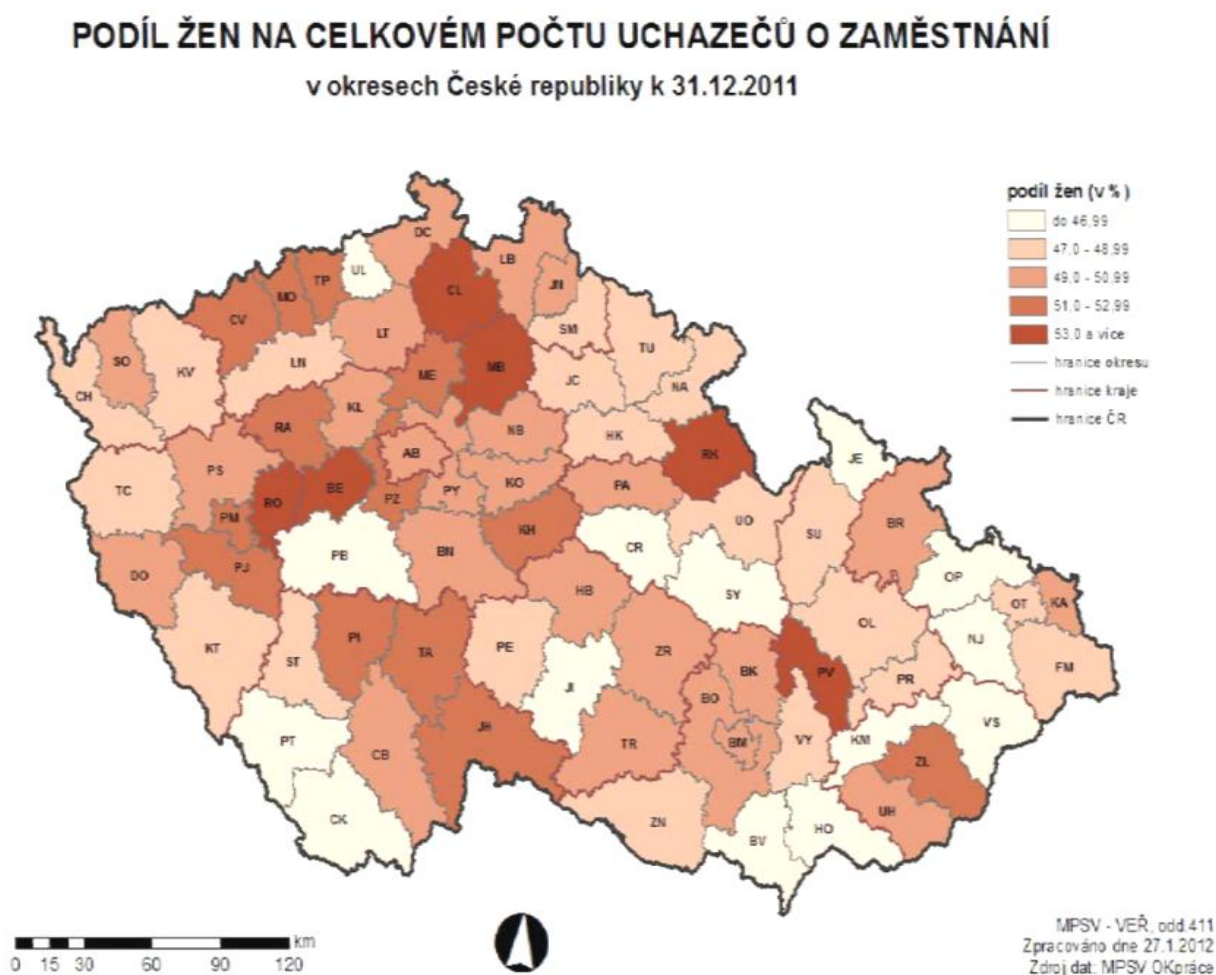 PODÍL ŽEN NA CELKOVÉM POČTU UCHAZEČŮ O ZAMĚSTNÁNÍ
v okresech České republiky k 31.12.2011
podíl žen (v %)
do 46,99
47,0 - 48,99
49,0 - 50,99
51,0 - 52,99
53,0 a více
hranice okresu
hranice kraje
hranice ČR
DC
UL
LB
JN
TP
MO
CL
CV
LT
SM
SO
KV
LN
ME
MB
TU
JC
NA
CH
KL
RA
NB
HK
AB
RK
JE
PS
TC
RO
BE
PZ
PY
KO
PA
PM
KH
UO
SU
BR
PB
BN
CR
OP
DO
PJ
SY
HB
OT
KA
KT
ST
PI
TA
PE
OL
NJ
ZR
BK
PV
PR
FM
JI
BO
PT
CB
JH
TR
BM
VY
KM
VS
ZL
CK
ZN
BV
HO
UH
km
0 15 30 60 90 120
MPSV - VEŘ, odd.411
Zpracováno dne 27.1.2012
Zdroj dat: MPSV OKpráce